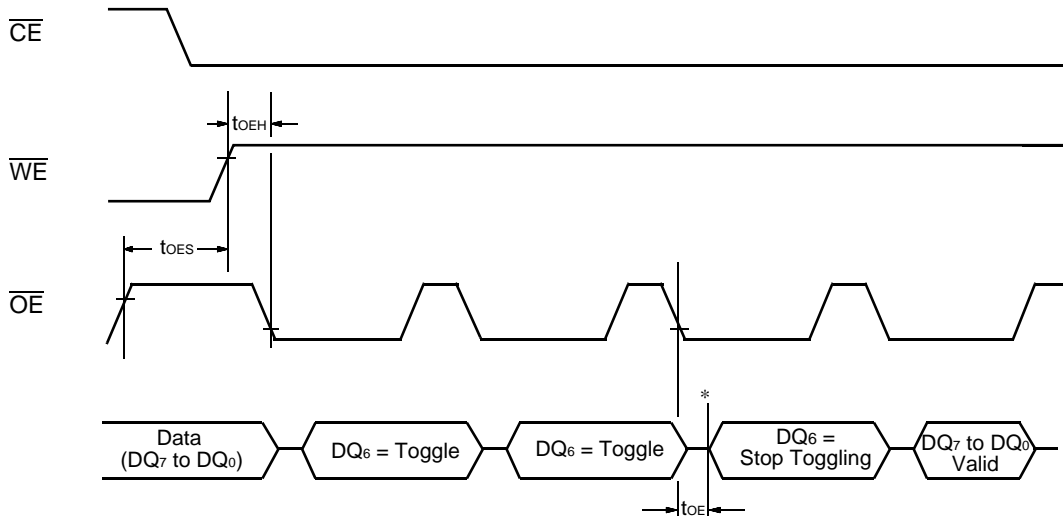 CE
tOEH
WE
tOES
OE
*
Data
(DQ7 to DQ0)
DQ6 = Toggle
DQ6 = Toggle
DQ6 =
Stop Toggling
DQ7 to DQ0
Valid
tOE